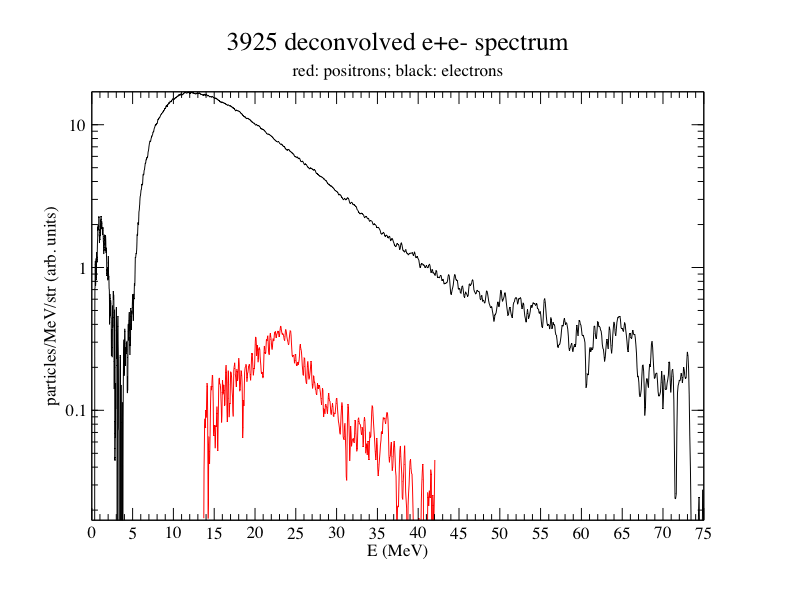 3925 deconvolved e+e- spectrum
red: positrons; black: electrons
particles/MeV/str (arb. units)
10
1
0.1
0 5 10 15 20 25 30 35 40 45 50 55 60 65 70 75
E (MeV)